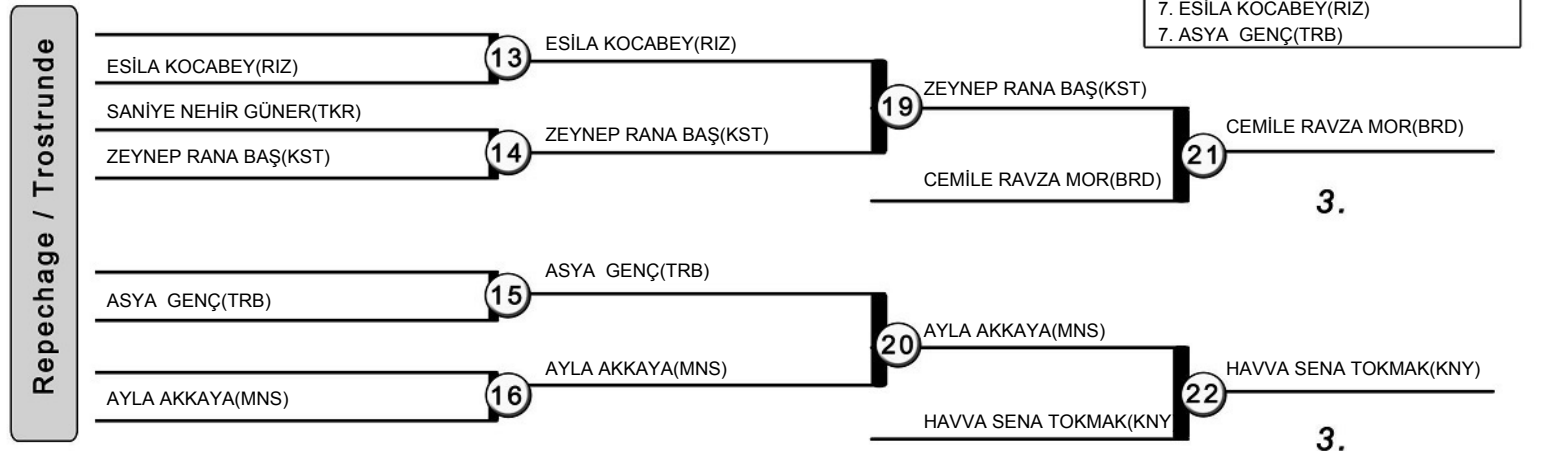 Repechage / Trostrunde
7. ESİLA KOCABEY(RIZ)
7. ASYA GENÇ(TRB)
13
ESİLA KOCABEY(RIZ)
ESİLA KOCABEY(RIZ)
SANİYE NEHİR GÜNER(TKR)
ZEYNEP RANA BAŞ(KST)
14
ZEYNEP RANA BAŞ(KST)
19
ZEYNEP RANA BAŞ(KST)
CEMİLE RAVZA MOR(BRD)
21
CEMİLE RAVZA MOR(BRD)
3.
ASYA GENÇ(TRB)
15
ASYA GENÇ(TRB)
AYLA AKKAYA(MNS)
16
AYLA AKKAYA(MNS)
20
AYLA AKKAYA(MNS)
HAVVA SENA TOKMAK(KNY
22
HAVVA SENA TOKMAK(KNY)
3.